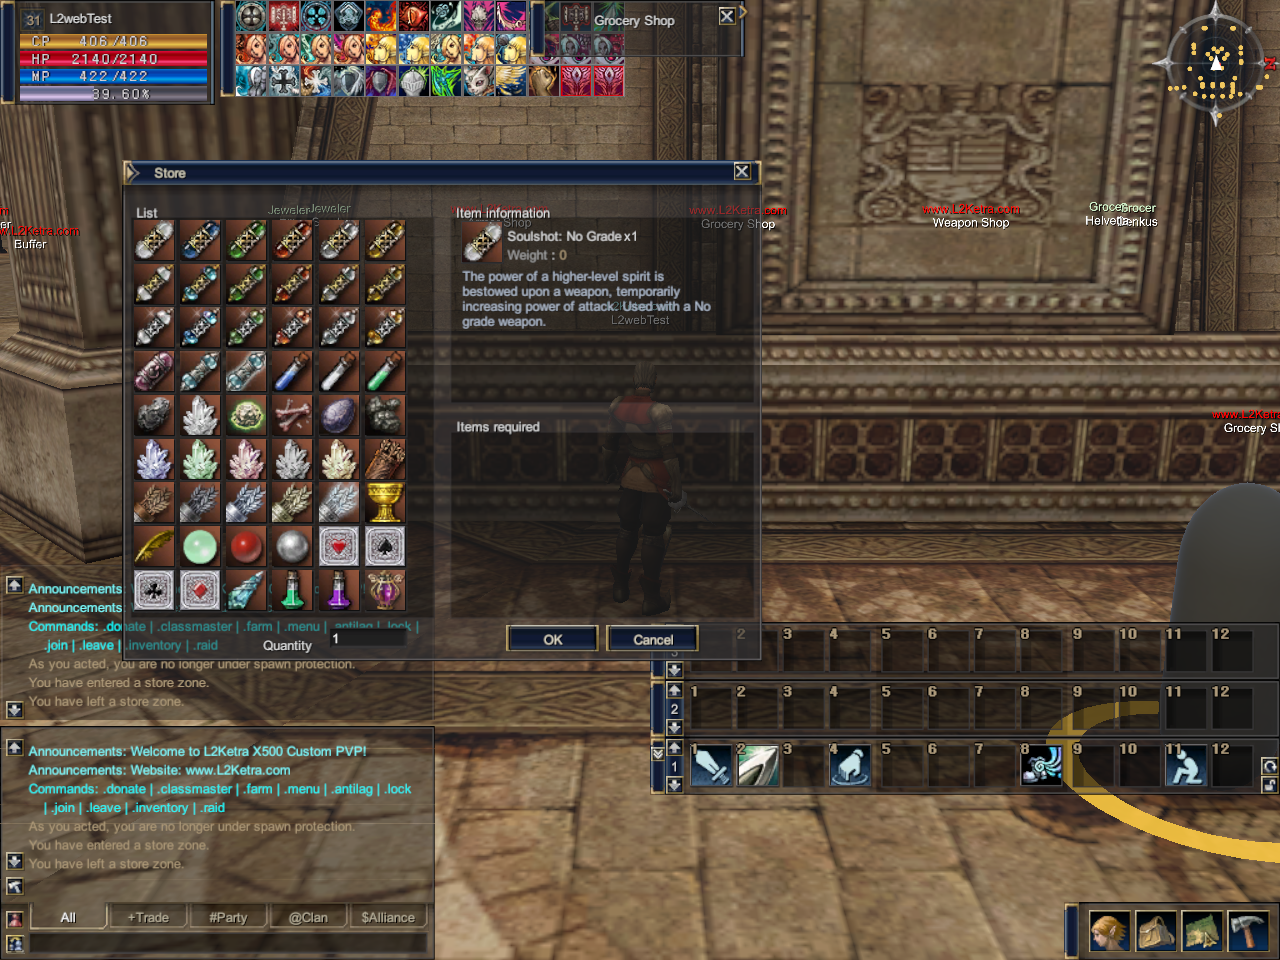 31 L2webTest
CP 406/406
HP 2140/2140
MP 422/422
39.60%
Grocery Shop
Store
List
Jeweler
Jeweler
Item information
www.L2Ketra.com
Grocery Shop
www.L2Ketra.com
Weapon Shop
Grocer
Helvetia
Grocer
www.L2Ketra.com
Buffer
Shop
Soulshot: No Grade x1
Weight : 0
The power of a higher-level spirit is
bestowed upon a weapon, temporarily
increasing power of attack. Used with a No
grade weapon.
L2webTest
Items required
Grocery
Quantity 1
OK
Cancel
Announcements
Announcements
Commands: .donate | .classmaster | .farm | .menu | .antilag | .lock |
.join | .leave | .inventory | .raid
As you acted, you are no longer under spawn protection.
You have entered a store zone.
You have left a store zone.
2 3 4 5 6 7 8 9 10 11 12
3
1 2 3 4 5 6 7 8 9 10 11 12
2
1 2 3 4 5 6 7 8 9 10 11 12
1
Announcements: Welcome to L2Ketra X500 Custom PVP!
Announcements: Website: www.L2Ketra.com
Commands: .donate | .classmaster | .farm | .menu | .antilag | .lock
| .join | .leave | .inventory | .raid
As you acted, you are no longer under spawn protection.
You have entered a store zone.
You have left a store zone.
All +Trade #Party @Clan $Alliance